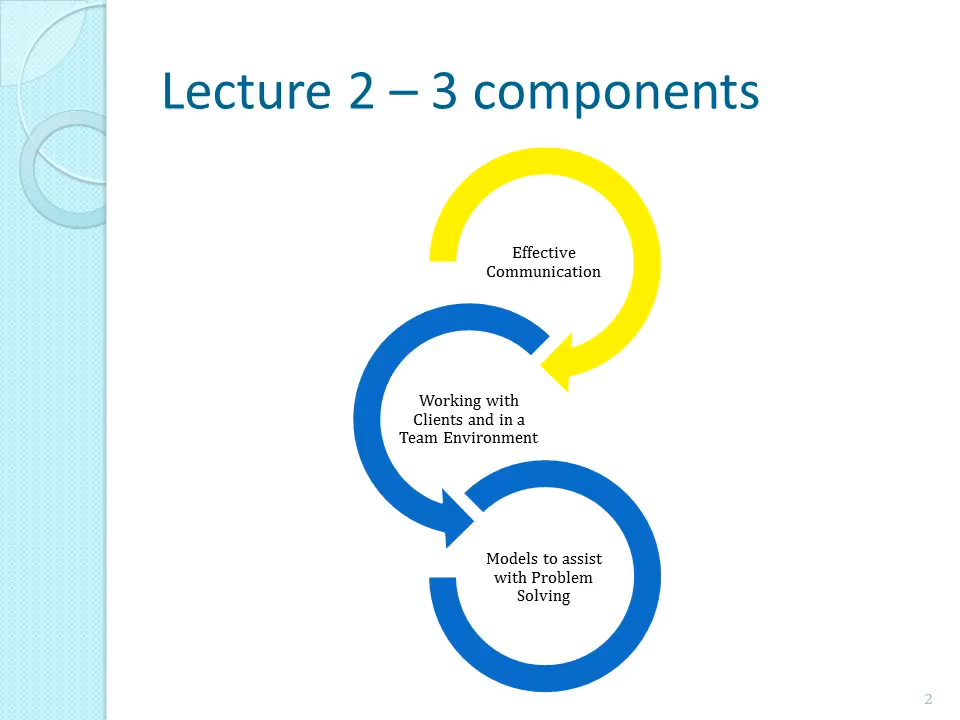 Lecture 2 – 3 components
Effective
Communication
Working with
Clients and in a
Team Environment
Models to assist
with Problem
Solving
2